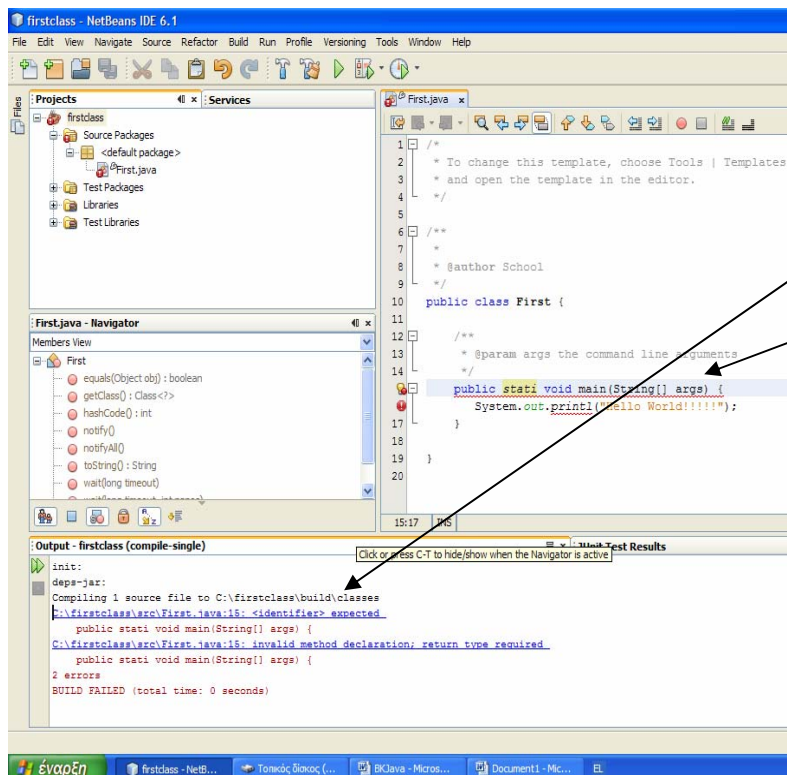 firstclass - NetBeans IDE 6.1
File Edit View Navigate Source Refactor Build Run Profile Versioning Tools Window Help
Files
Projects
Services
firstclass
Source Packages
<default package>
First.java
Test Packages
Libraries
Test Libraries
First.java - Navigator
Members View
First
equals(Object obj) : boolean
getClass() : Class<?>
hashCode() : int
notify()
notifyAll()
toString() : String
wait(long timeout)
First.java x
1 /*
2 * To change this template, choose Tools | Templates
3 * and open the template in the editor.
4 */
5
6 /**
7 *
8 * @author School
9 */
10 public class First {
11
12 /**
13 * @param args the command line arguments
14 */
public stati void main(String[] args) {
System.out.printl("Hello World!!!!!");
17 }
18
19 }
20
15:17 INS
Output - firstclass (compile-single)
JUnit Test Results
Click or press C-T to hide/show when the Navigator is active
init:
deps-jar:
Compiling 1 source file to C:\firstclass\build\classes
C:\firstclass\src\First.java:15: <identifier> expected
public stati void main(String[] args) {
C:\firstclass\src\First.java:15: invalid method declaration; return type required
public stati void main(String[] args) {
2 errors
BUILD FAILED (total time: 0 seconds)
έναρξη
firstclass - NetB...
Τοπικός δίσκος (...
BKJava - Micros...
Document1 - Mic...
EL